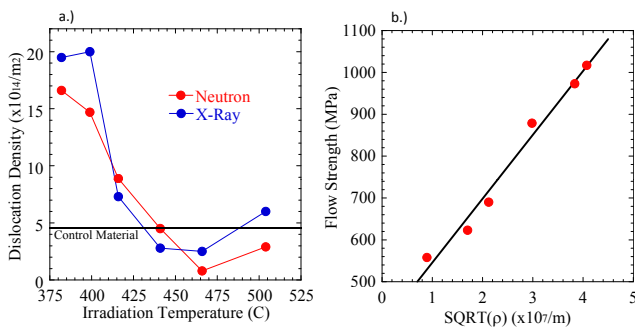 a.)
20
15
10
5
0
Dislocation Density (x1014/m2)
Neutron
X-Ray
Control Material
375 400 425 450 475 500 525
Irradiation Temperature (C)
b.)
1100
1000
900
800
700
600
500
Flow Strength (MPa)
0 1 2 3 4 5
SQRT(ρ) (x107/m)